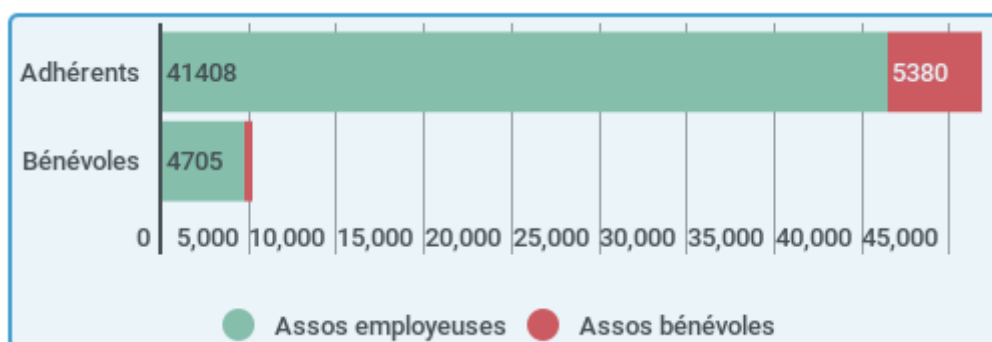 Adhérents 41408 5380
Bénévoles 4705
0 5,000 10,000 15,000 20,000 25,000 30,000 35,000 40,000 45,000
Assos employeuses Assos bénévoles